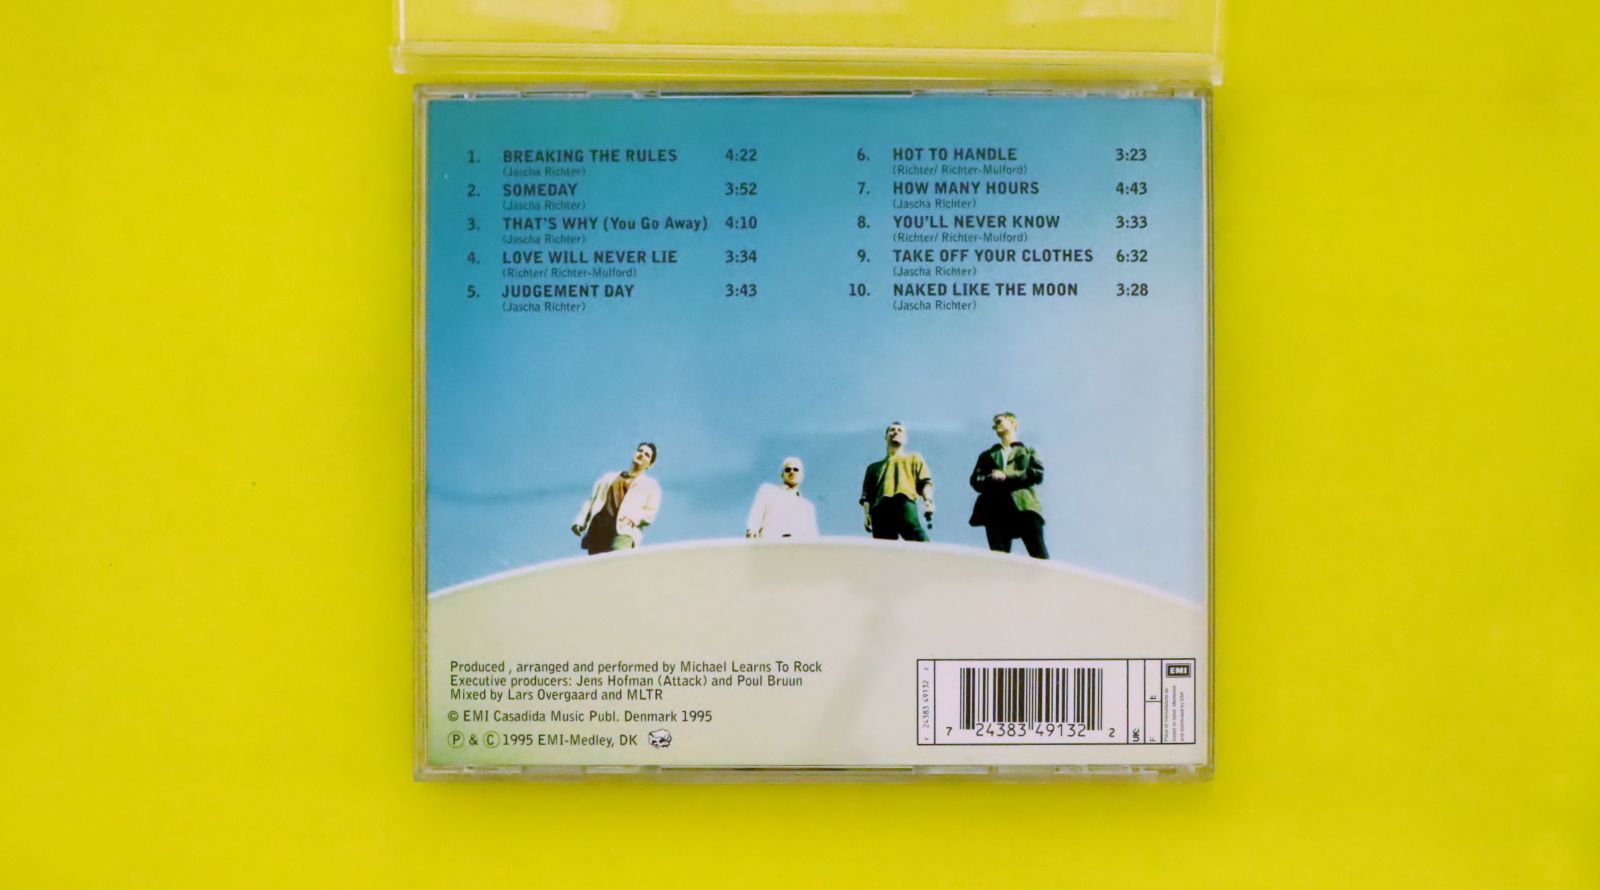 1. BREAKING THE RULES 4:22
(Jascha Richter)
2. SOMEDAY 3:52
(Jascha Richter)
3. THAT'S WHY (You Go Away) 4:10
(Jascha Richter)
4. LOVE WILL NEVER LIE 3:34
(Richter/ Richter-Mulford)
5. JUDGEMENT DAY 3:43
(Jascha Richter)
6. HOT TO HANDLE 3:23
(Richter/ Richter-Mulford)
7. HOW MANY HOURS 4:43
(Jascha Richter)
8. YOU'LL NEVER KNOW 3:33
(Richter/ Richter-Mulford)
9. TAKE OFF YOUR CLOTHES 6:32
(Jascha Richter)
10. NAKED LIKE THE MOON 3:28
(Jascha Richter)
Produced , arranged and performed by Michael Learns To Rock
Executive producers: Jens Hofman (Attack) and Poul Bruun
Mixed by Lars Overgaard and MLTR
© EMI Casadida Music Publ. Denmark 1995
Ⓟ & Ⓒ 1995 EMI-Medley, DK
7 24383 49132 2
7 24383 49132 2
UK:
F:
E:
EMI